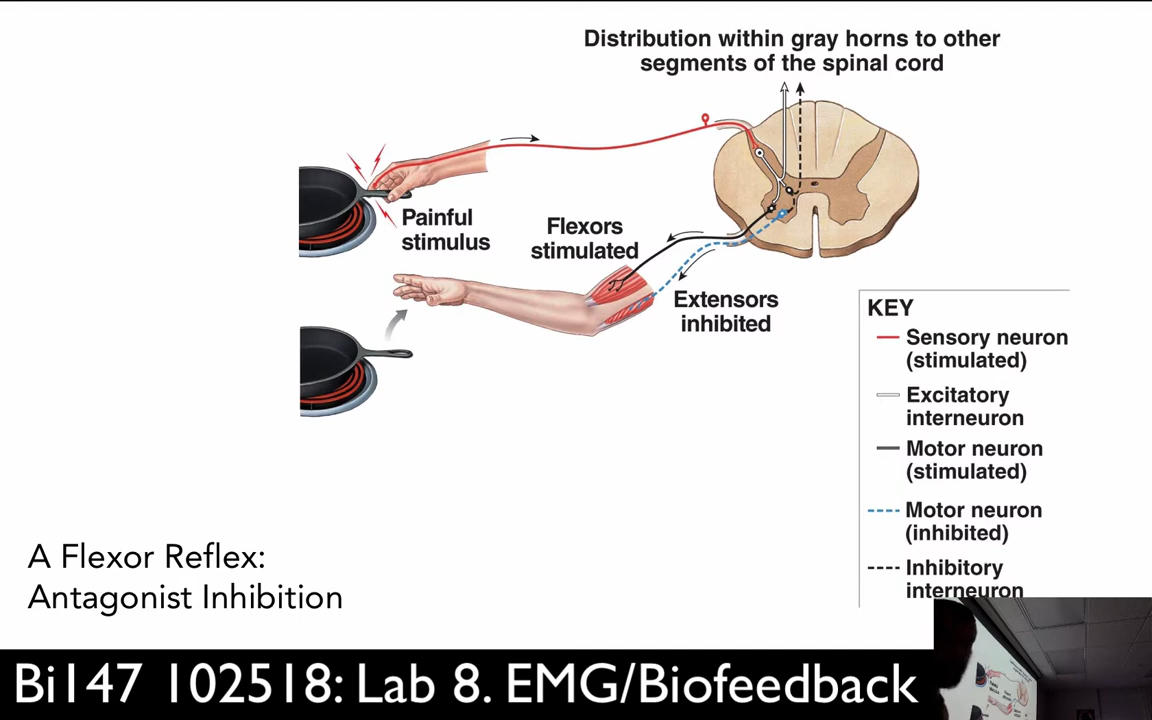 Distribution within gray horns to other
segments of the spinal cord
Painful
stimulus
Flexors
stimulated
Extensors
inhibited
KEY
Sensory neuron
(stimulated)
Excitatory
interneuron
Motor neuron
(stimulated)
Motor neuron
(inhibited)
Inhibitory
interneuron
A Flexor Reflex:
Antagonist Inhibition
Bi147 102518: Lab 8. EMG/Biofeedback